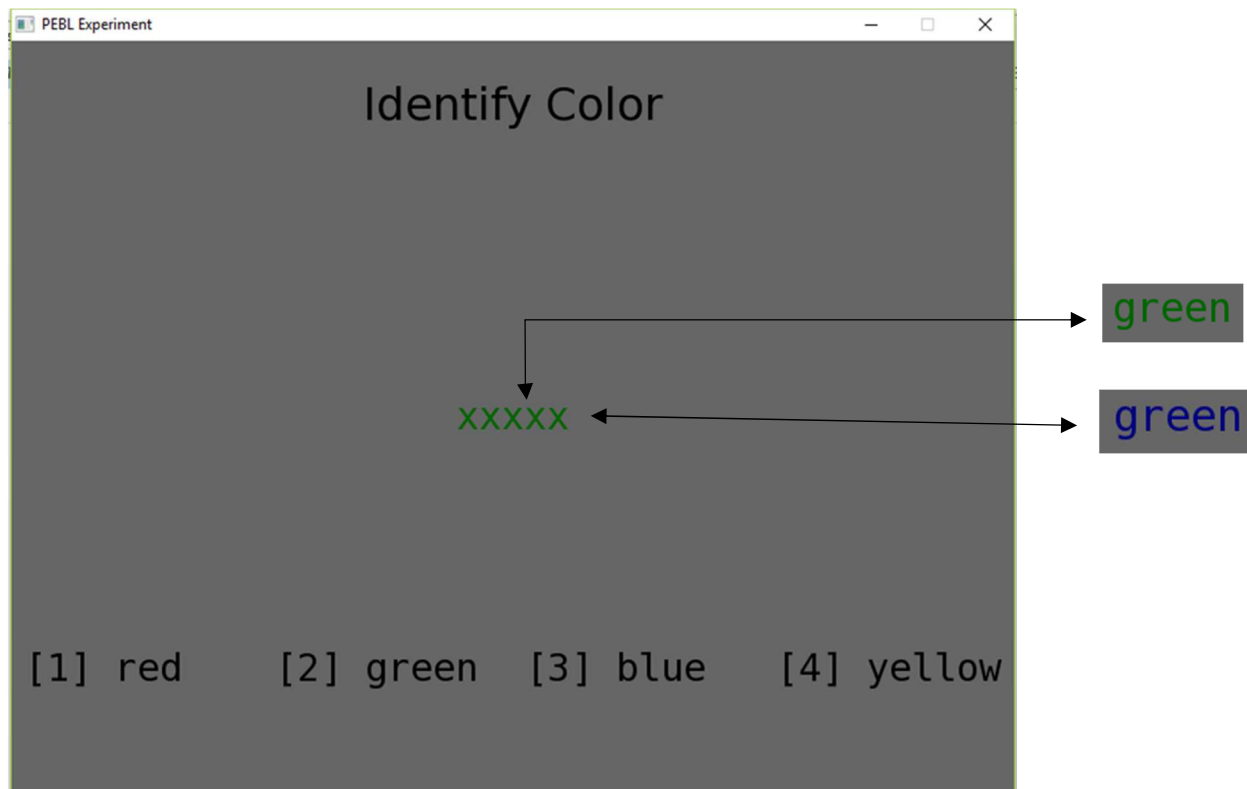 PEBL Experiment
Identify Color
green
xxxxx
green
[1] red [2] green [3] blue [4] yellow